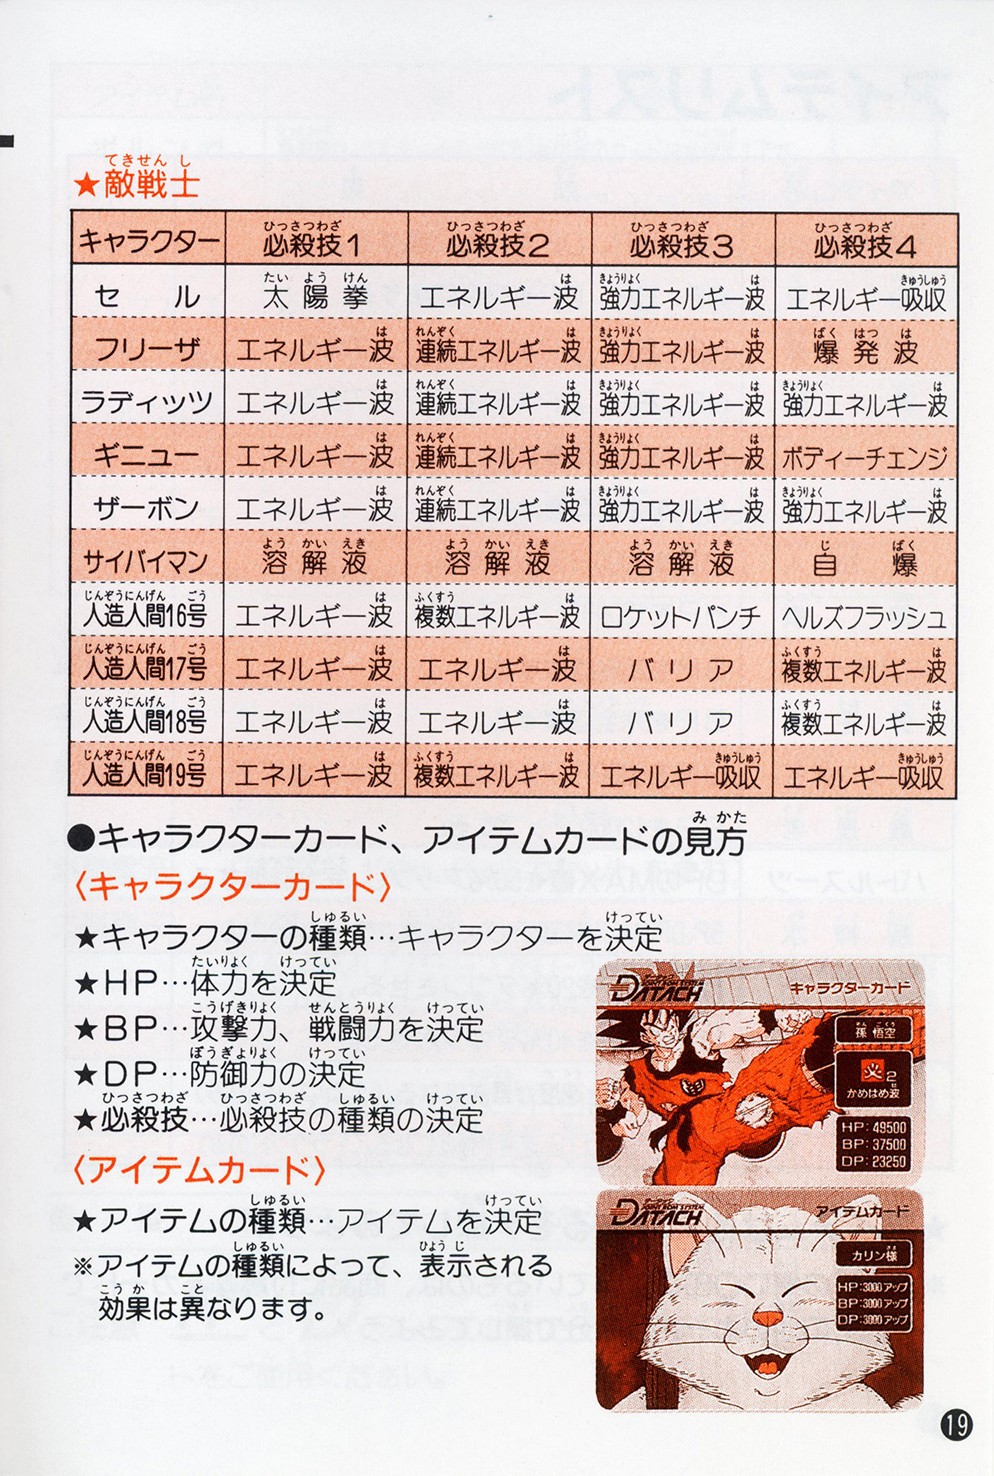 ★敵戦士
キャラクター 必殺技1 必殺技2 必殺技3 必殺技4
セル 太陽拳 エネルギー波 強力エネルギー波 エネルギー吸収
フリーザ エネルギー波 連続エネルギー波 強力エネルギー波 爆発波
ラディッツ エネルギー波 連続エネルギー波 強力エネルギー波 強力エネルギー波
ギニュー エネルギー波 連続エネルギー波 強力エネルギー波 ボディーチェンジ
ザーボン エネルギー波 連続エネルギー波 強力エネルギー波 強力エネルギー波
サイバイマン 溶解液 溶解液 溶解液 自爆
人造人間16号 エネルギー波 複数エネルギー波 ロケットパンチ ヘルズフラッシュ
人造人間17号 エネルギー波 エネルギー波 バリア 複数エネルギー波
人造人間18号 エネルギー波 エネルギー波 バリア 複数エネルギー波
人造人間19号 エネルギー波 複数エネルギー波 エネルギー吸収 エネルギー吸収
●キャラクターカード、アイテムカードの見方
〈キャラクターカード〉
★キャラクターの種類…キャラクターを決定
★HP…体力を決定
★BP…攻撃力、戦闘力を決定
★DP…防御力の決定
★必殺技…必殺技の種類の決定
〈アイテムカード〉
★アイテムの種類…アイテムを決定
※アイテムの種類によって、表示される
効果は異なります。
DATACH
JOINT ROM SYSTEM
キャラクターカード
孫悟空
火2
かめはめ波
HP:49500
BP:37500
DP:23250
DATACH
JOINT ROM SYSTEM
アイテムカード
カリン様
HP:3000アップ
BP:3000アップ
DP:3000アップ
19